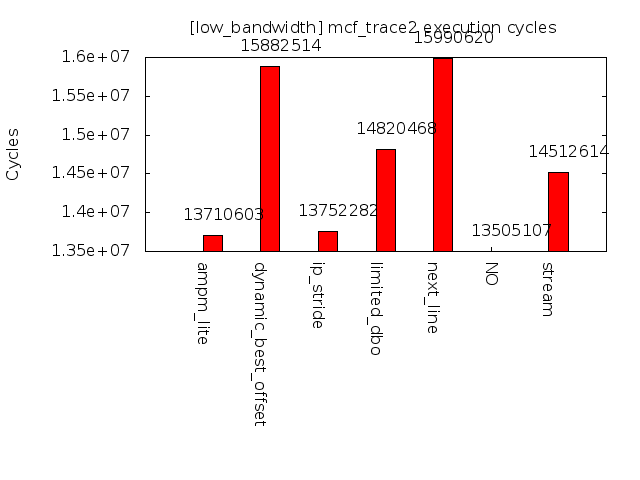 [low_bandwidth] mcf_trace2 execution cycles
Cycles
1.6e+07
1.55e+07
1.5e+07
1.45e+07
1.4e+07
1.35e+07
13710603
15882514
13752282
14820468
15990620
13505107
14512614
ampm_lite
dynamic_best_offset
ip_stride
limited_dbo
next_line
NO
stream